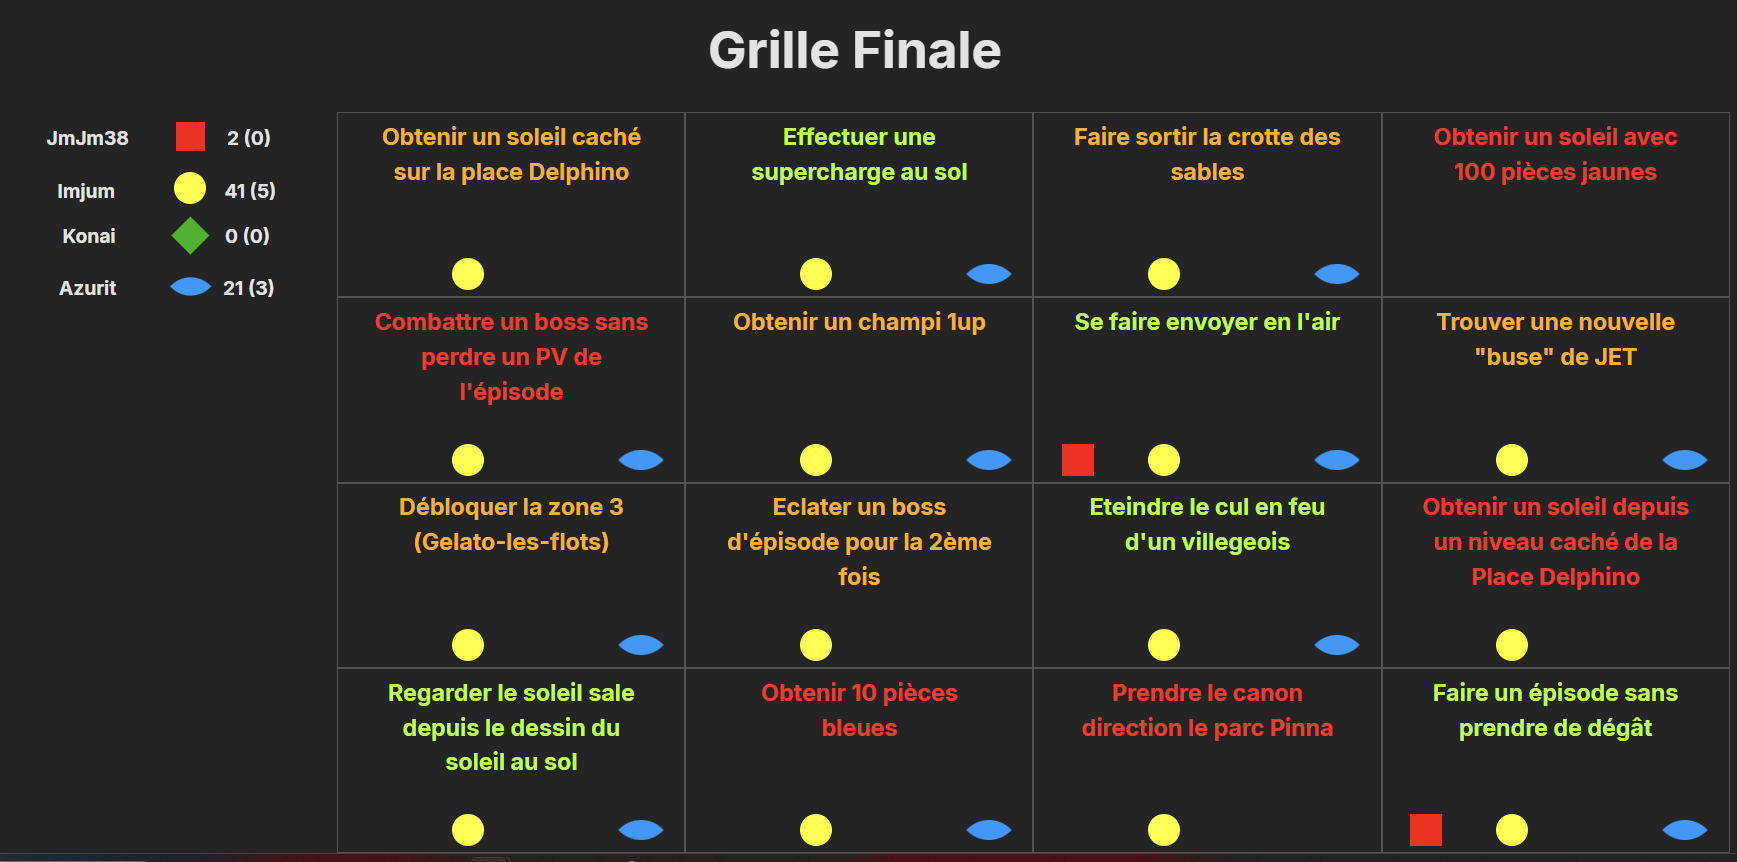 Grille Finale
JmJm38 2 (0)
Imjum 41 (5)
Konai 0 (0)
Azurit 21 (3)
Obtenir un soleil caché
sur la place Delphino
Effectuer une
supercharge au sol
Faire sortir la crotte des
sables
Obtenir un soleil avec
100 pièces jaunes
Combattre un boss sans
perdre un PV de
l'épisode
Obtenir un champi 1up
Se faire envoyer en l'air
Trouver une nouvelle
"buse" de JET
Débloquer la zone 3
(Gelato-les-flots)
Eclater un boss
d'épisode pour la 2ème
fois
Eteindre le cul en feu
d'un villegeois
Obtenir un soleil depuis
un niveau caché de la
Place Delphino
Regarder le soleil sale
depuis le dessin du
soleil au sol
Obtenir 10 pièces
bleues
Prendre le canon
direction le parc Pinna
Faire un épisode sans
prendre de dégât